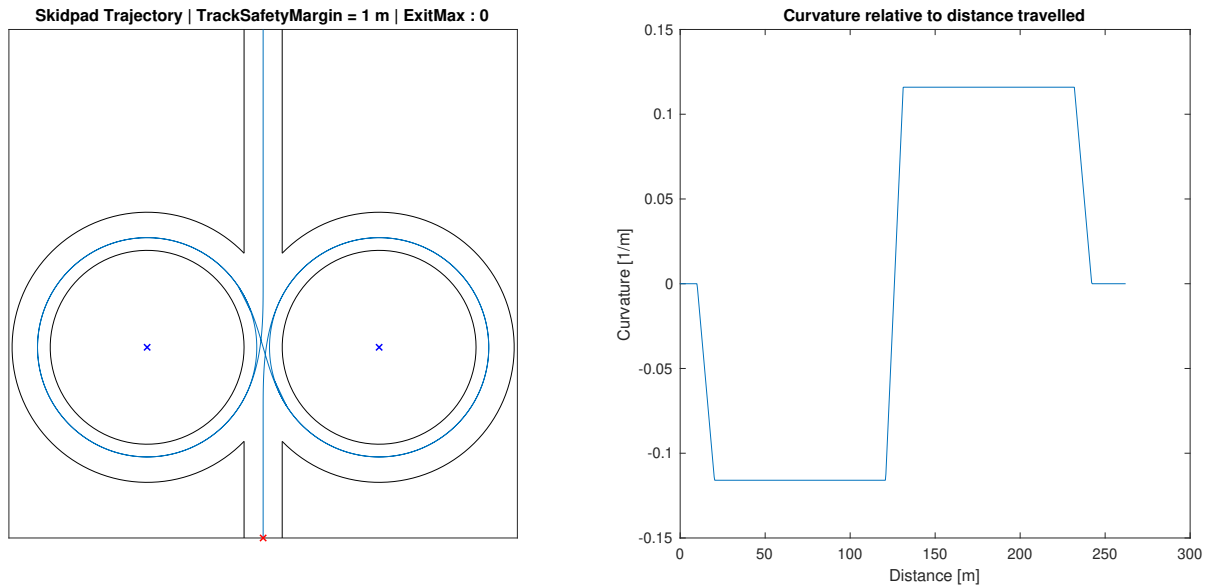 Skidpad Trajectory | TrackSafetyMargin = 1 m | ExitMax : 0
Curvature relative to distance travelled
0.15
0.1
0.05
0
-0.05
-0.1
-0.15
Curvature [1/m]
0 50 100 150 200 250 300
Distance [m]